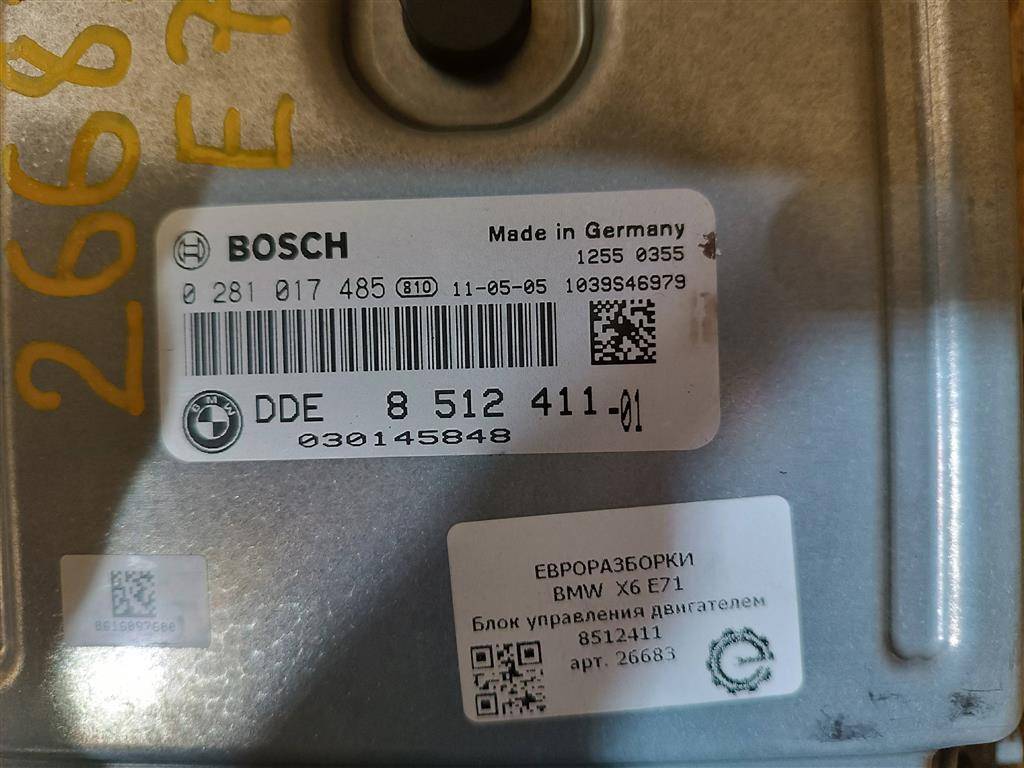 2668
E7
BOSCH
Made in Germany
1255 0355
0 281 017 485 810 11-05-05 1039S46979
BMW
DDE 8 512 411-01
030145848
ЕВРОРАЗБОРКИ
BMW X6 E71
Блок управления двигателем
8512411
арт. 26683